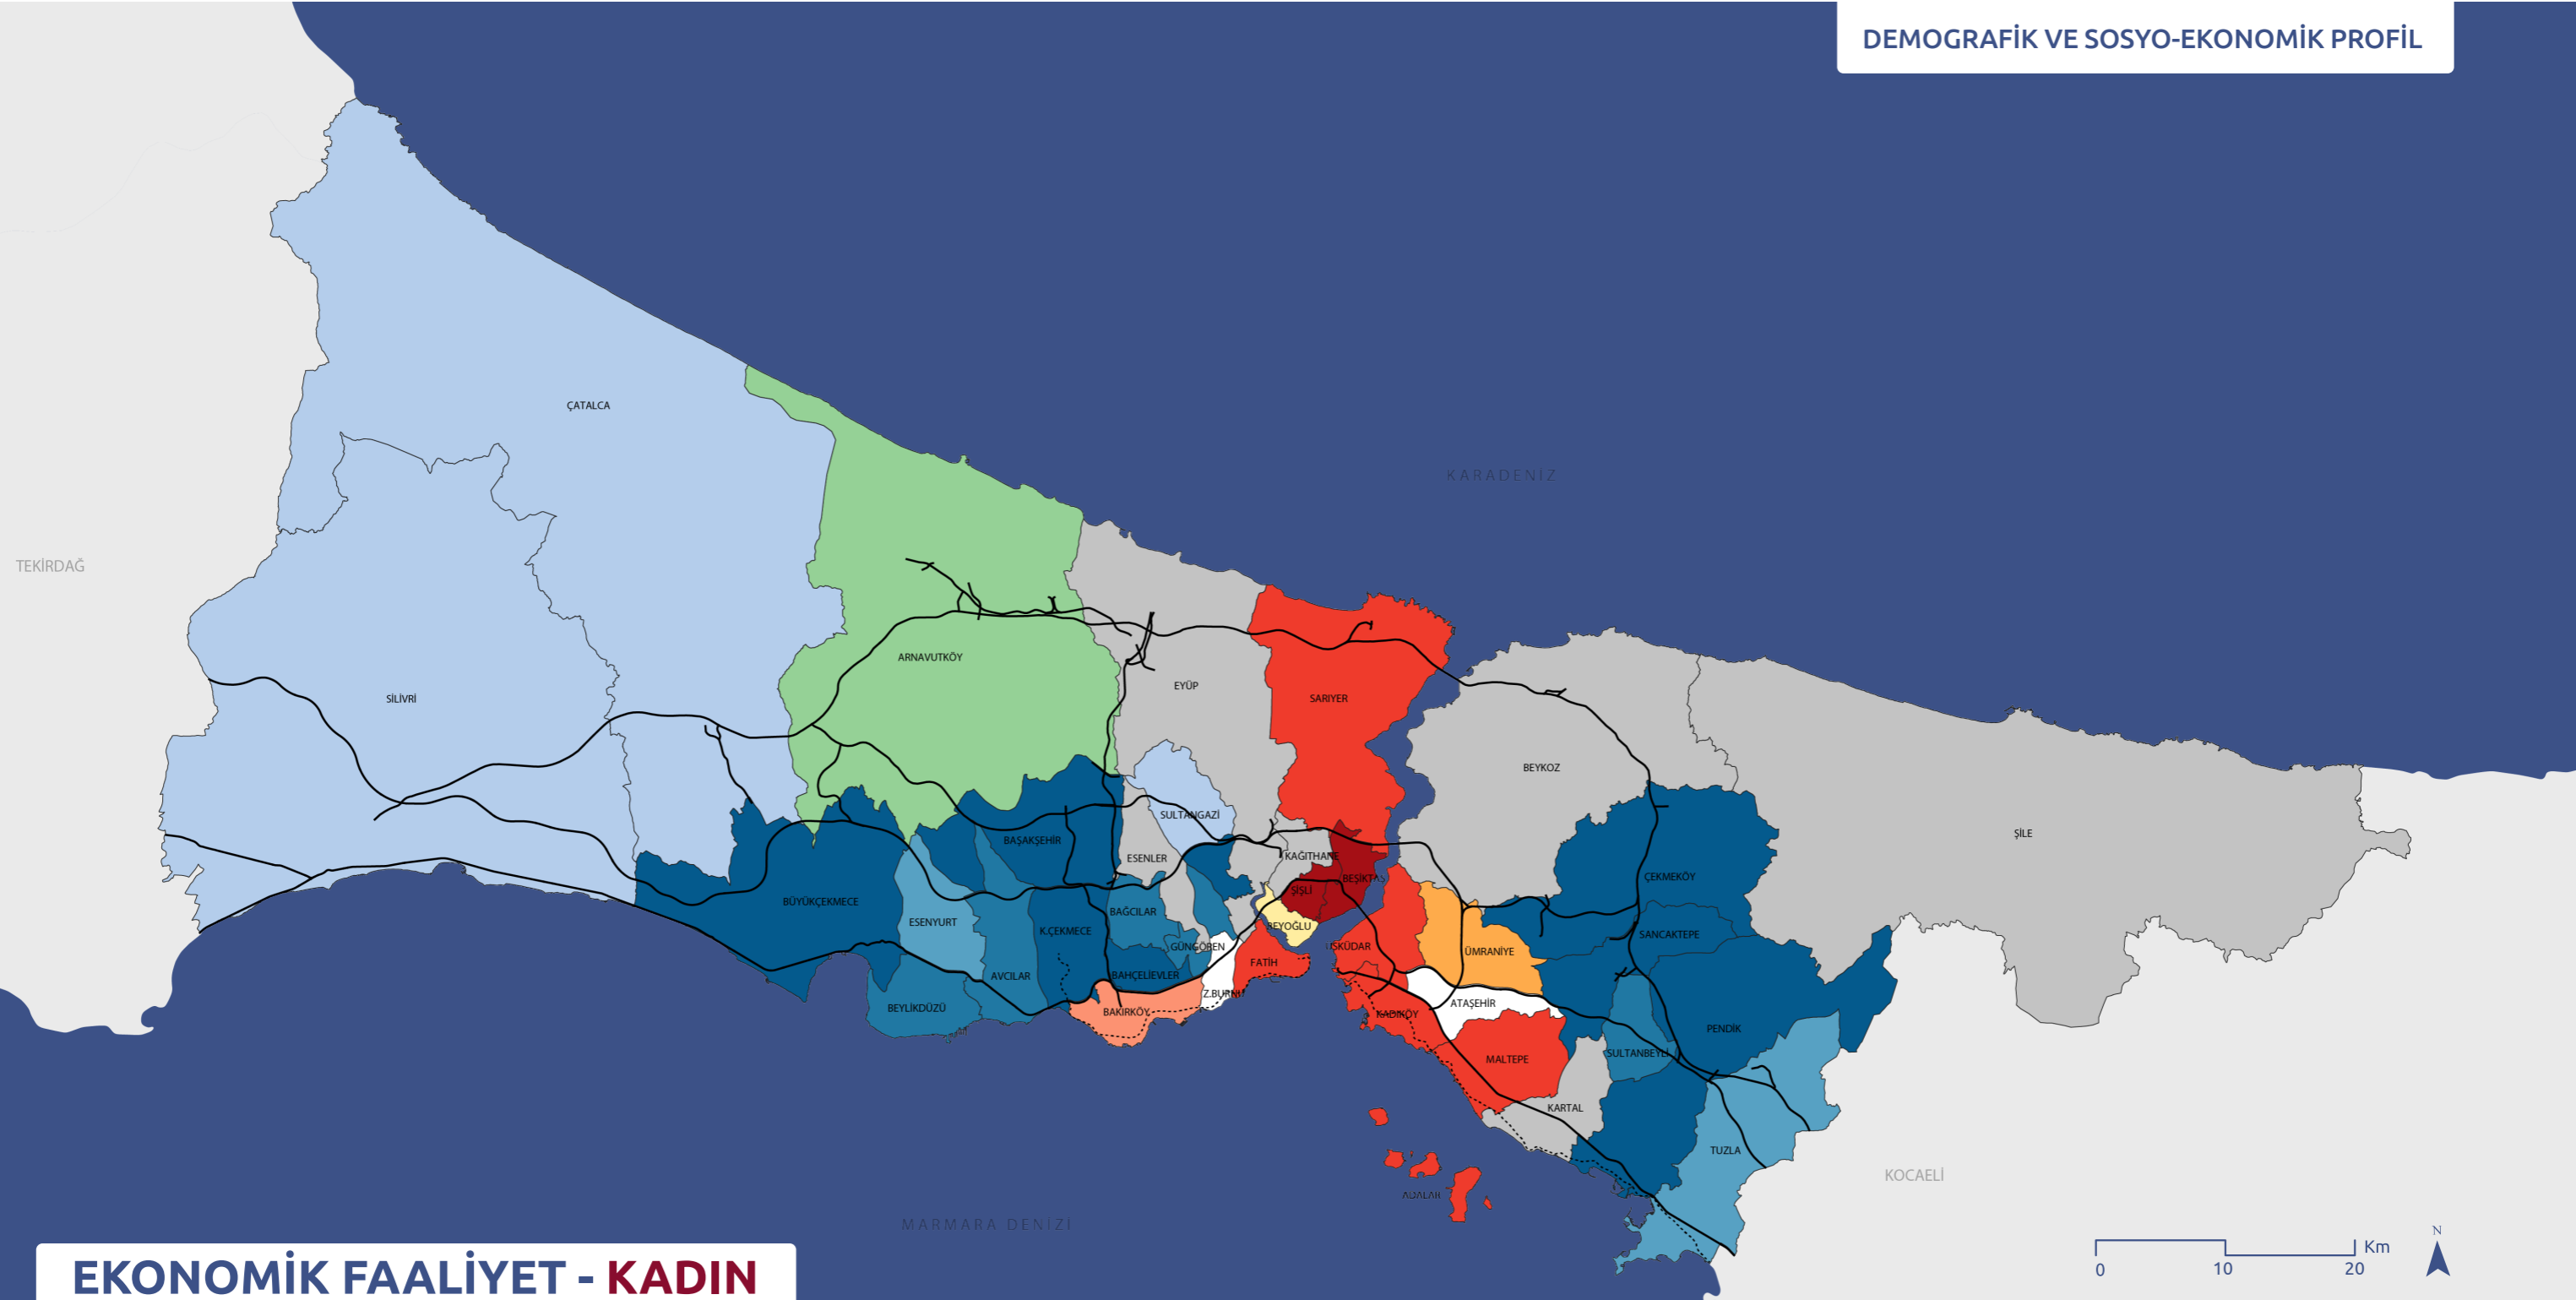 DEMOGRAFİK VE SOSYO-EKONOMİK PROFİL
ÇATALCA
KARADENİZ
TEKİRDAĞ
ARNAVUTKÖY
EYÜP
SİLİVRİ
SARIYER
BEYKOZ
SULTANGAZİ
ŞİLE
BAŞAKŞEHİR
ESENLER
KAĞITHANE
ÇEKMEKÖY
BEŞİKTAŞ
ŞİŞLİ
BÜYÜKÇEKMECE
BAĞCILAR
ESENYURT
BEYOĞLU
K.ÇEKMECE
SANCAKTEPE
GÜNGÖREN
ÜSKÜDAR
ÜMRANİYE
FATİH
BAHÇELİEVLER
AVCILAR
Z.BURNU
ATAŞEHİR
BEYLİKDÜZÜ
BAKIRKÖY
KADIKÖY
PENDİK
SULTANBEYLİ
MALTEPE
KARTAL
TUZLA
KOCAELİ
ADALAR
MARMARA DENİZİ
N
Km
0 10 20
EKONOMİK FAALİYET - KADIN